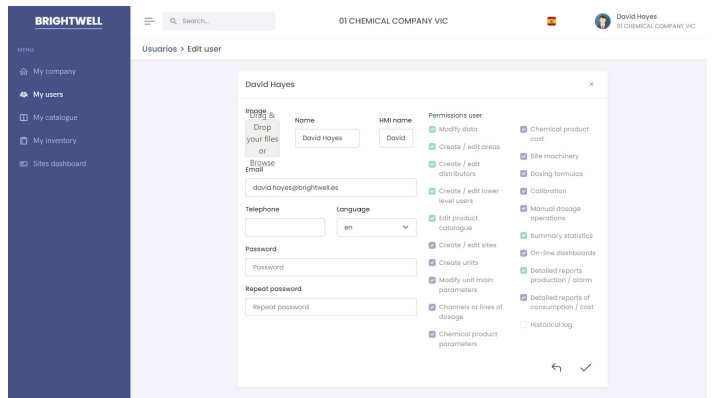 BRIGHTWELL
Search...
01 CHEMICAL COMPANY VIC
David Hayes
01 CHEMICAL COMPANY VIC
MENU
My company
My users
My catalogue
My inventory
Sites dashboard
Usuarios > Edit user
David Hayes
×
Image
Drag &
Drop
your files
or
Browse
Name
David Hayes
HMI name
David
Email
david.hayes@brightwell.es
Telephone
Language
en
Password
Password
Repeat password
Repeat password
Permissions user
Modify data
Create / edit areas
Create / edit
distributors
Create / edit lower
level users
Edit product
catalogue
Create / edit sites
Create units
Modify unit main
parameters
Channels or lines of
dosage
Chemical product
parameters
Chemical product
cost
Site machinery
Dosing formulas
Calibration
Manual dosage
operations
Summary statistics
On-line dashboards
Detailed reports
production / alarm
Detailed reports of
consumption / cost
Historical log